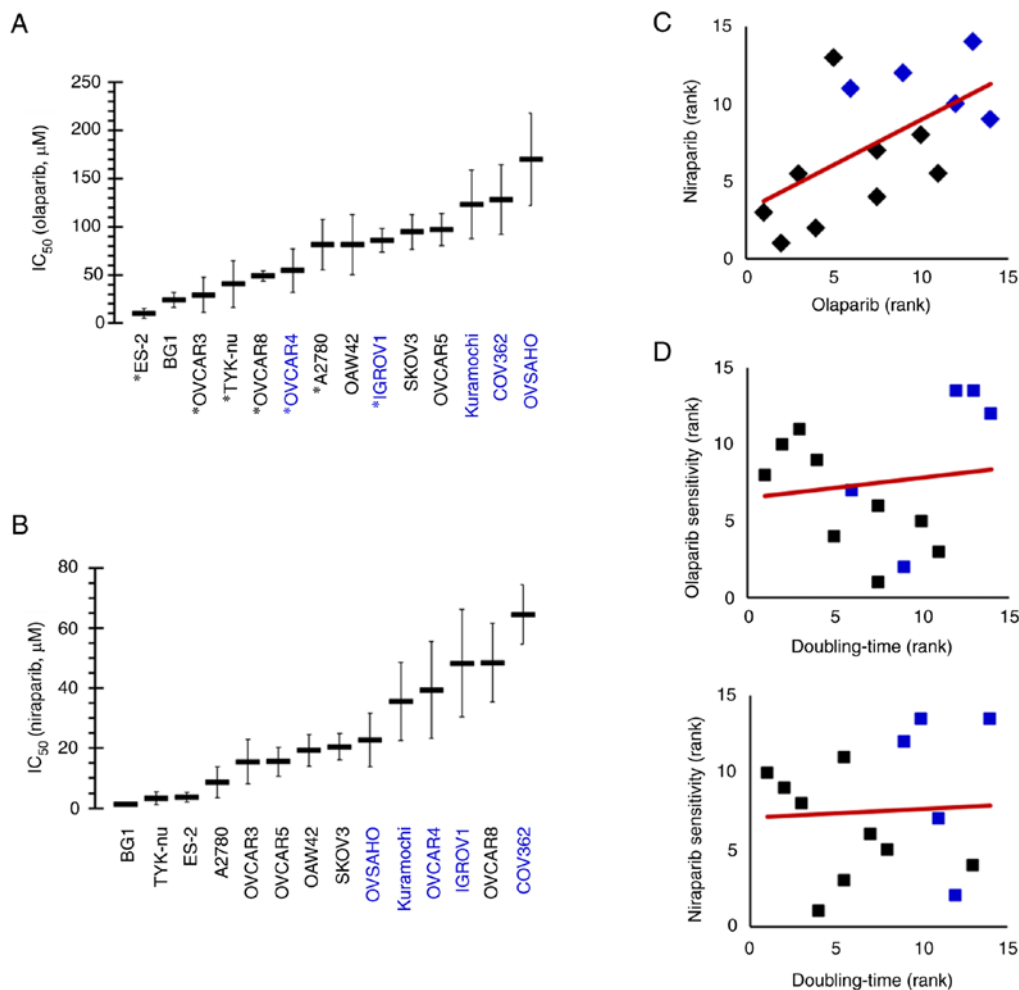 A
IC50 (olaparib, µM)
250
200
150
100
50
0
*ES-2
BG1
*OVCAR3
*TYK-nu
*OVCAR8
*OVCAR4
*A2780
OAW42
*IGROV1
SKOV3
OVCAR5
Kuramochi
COV362
OVSAHO
B
IC50 (niraparib, µM)
80
60
40
20
0
BG1
TYK-nu
ES-2
A2780
OVCAR3
OVCAR5
OAW42
SKOV3
OVSAHO
Kuramochi
OVCAR4
IGROV1
OVCAR8
COV362
C
Niraparib (rank)
15
10
5
0
0 5 10 15
Olaparib (rank)
D
Olaparib sensitivity (rank)
15
10
5
0
0 5 10 15
Doubling-time (rank)
Niraparib sensitivity (rank)
15
10
5
0
0 5 10 15
Doubling-time (rank)